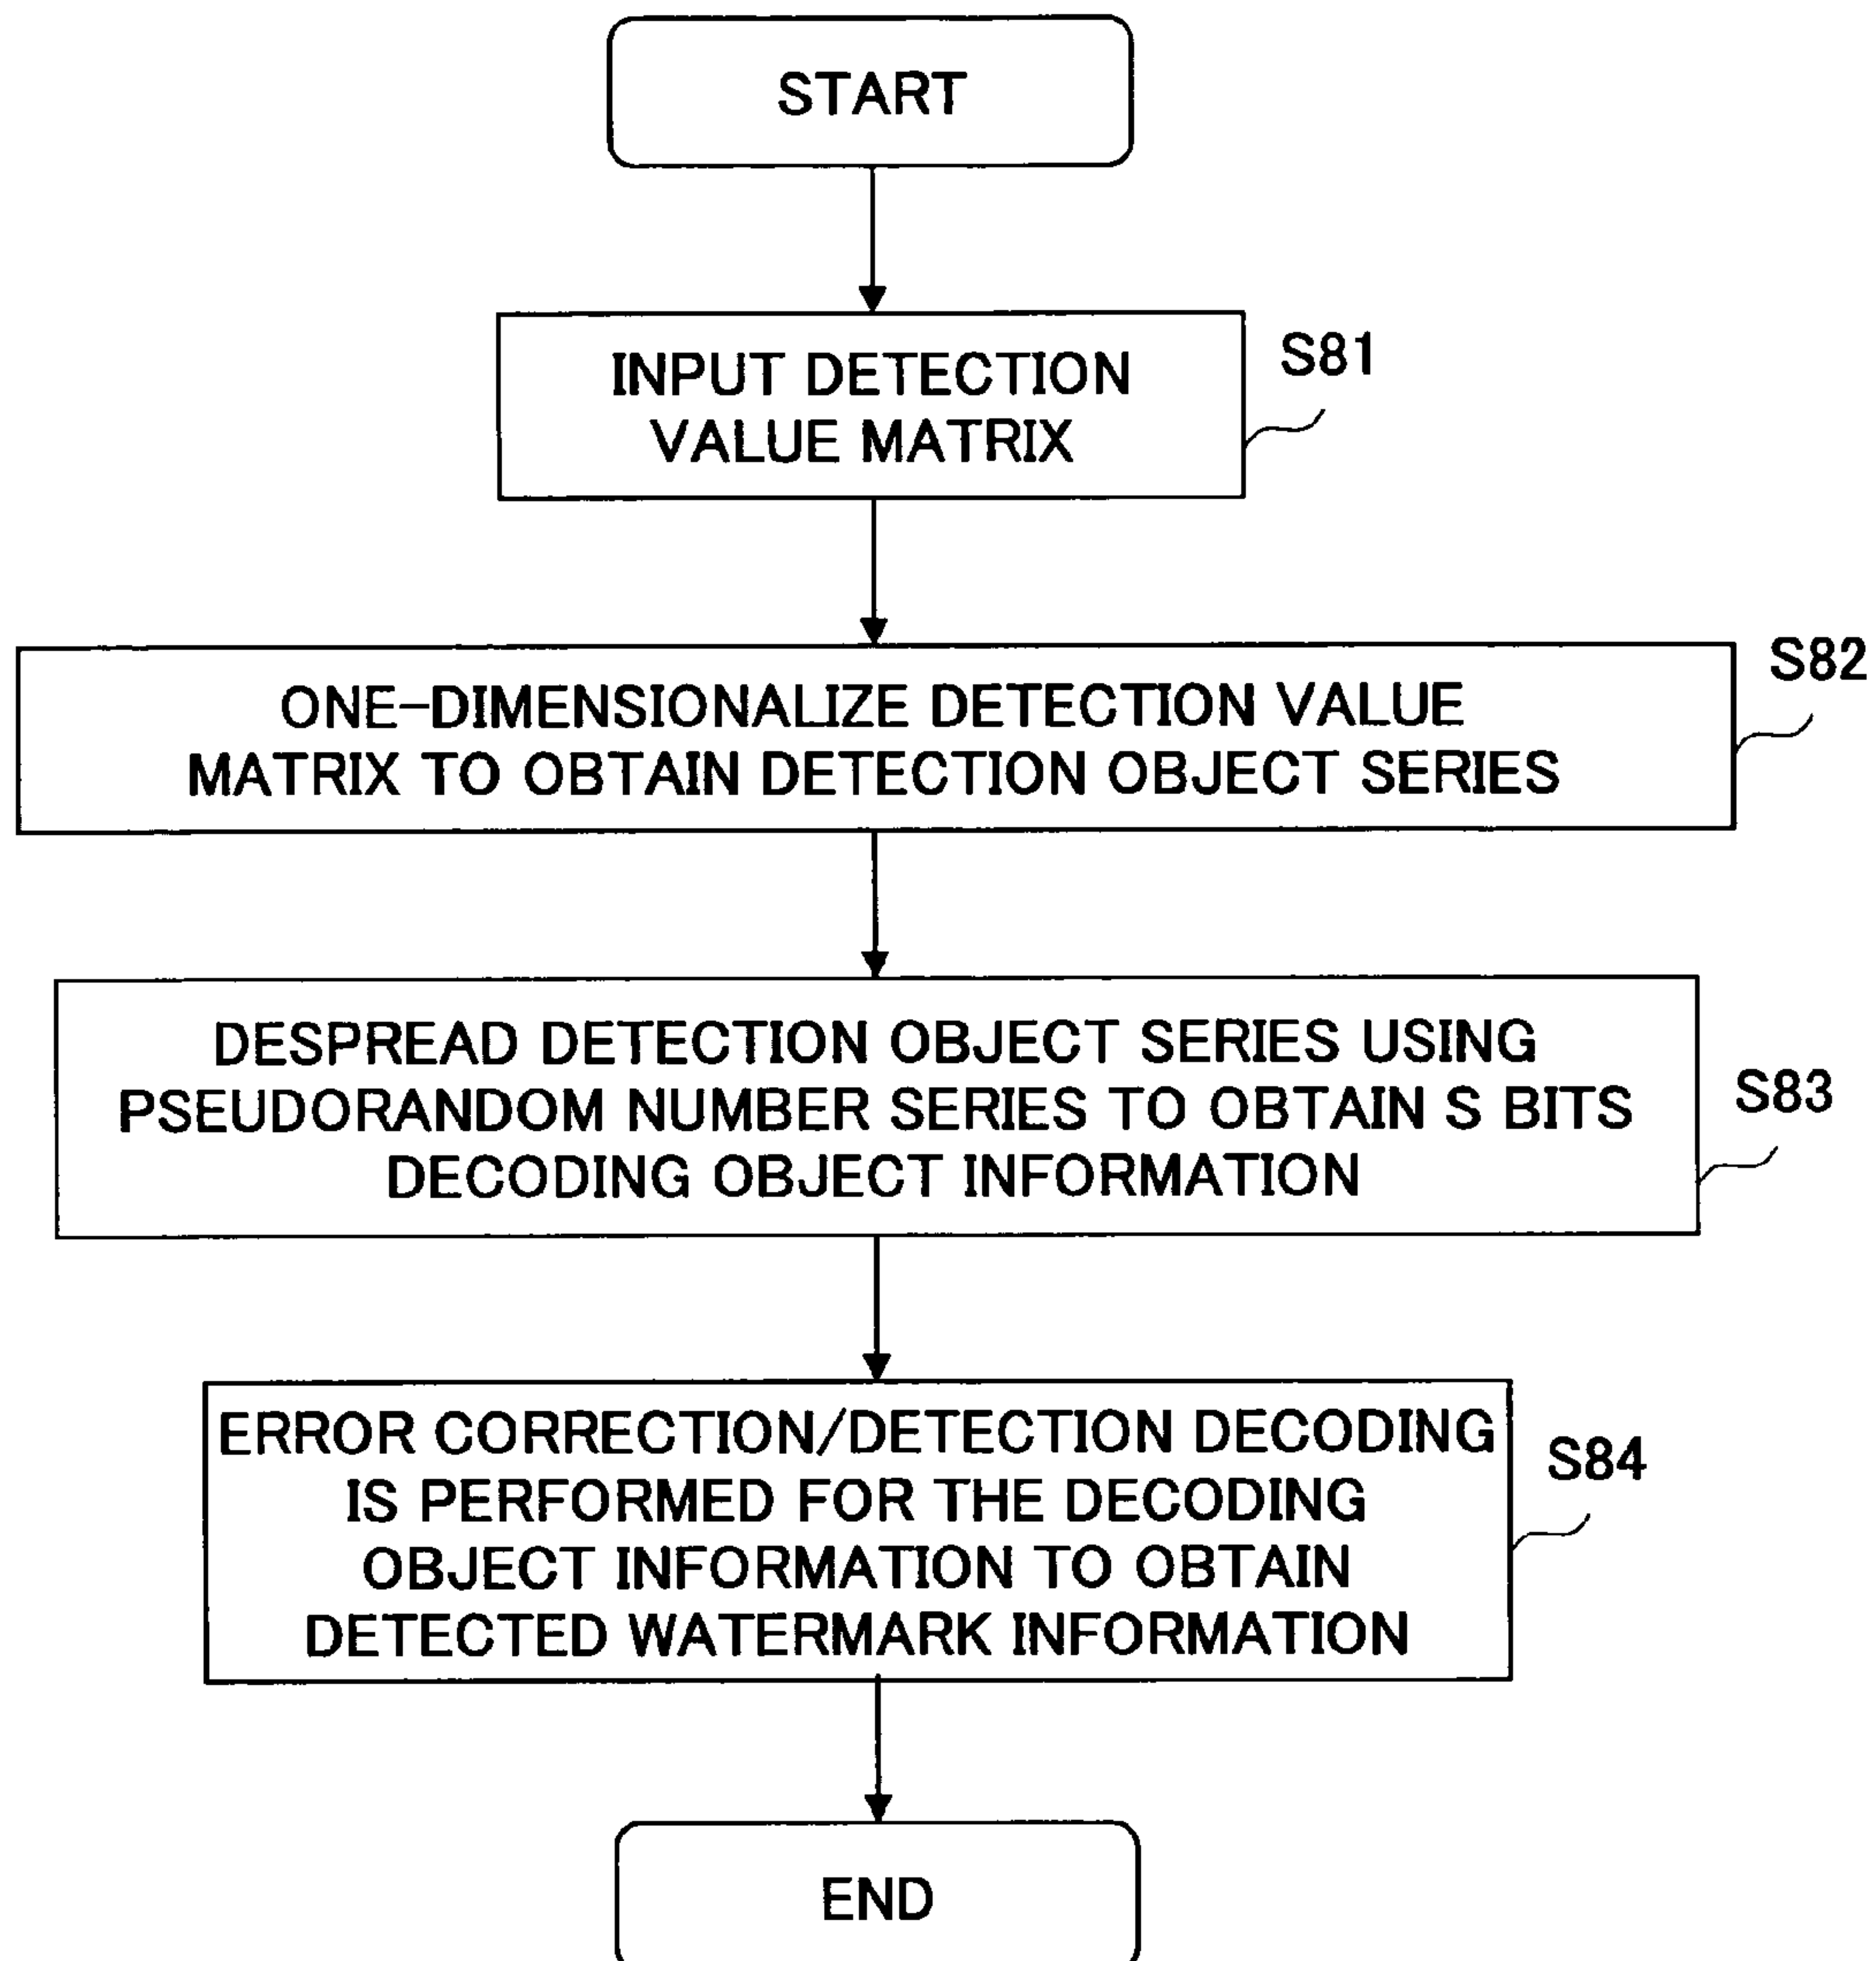 START
INPUT DETECTION
VALUE MATRIX
S81
ONE-DIMENSIONALIZE DETECTION VALUE
MATRIX TO OBTAIN DETECTION OBJECT SERIES
S82
DESPREAD DETECTION OBJECT SERIES USING
PSEUDORANDOM NUMBER SERIES TO OBTAIN S BITS
DECODING OBJECT INFORMATION
S83
ERROR CORRECTION/DETECTION DECODING
IS PERFORMED FOR THE DECODING
OBJECT INFORMATION TO OBTAIN
DETECTED WATERMARK INFORMATION
S84
END